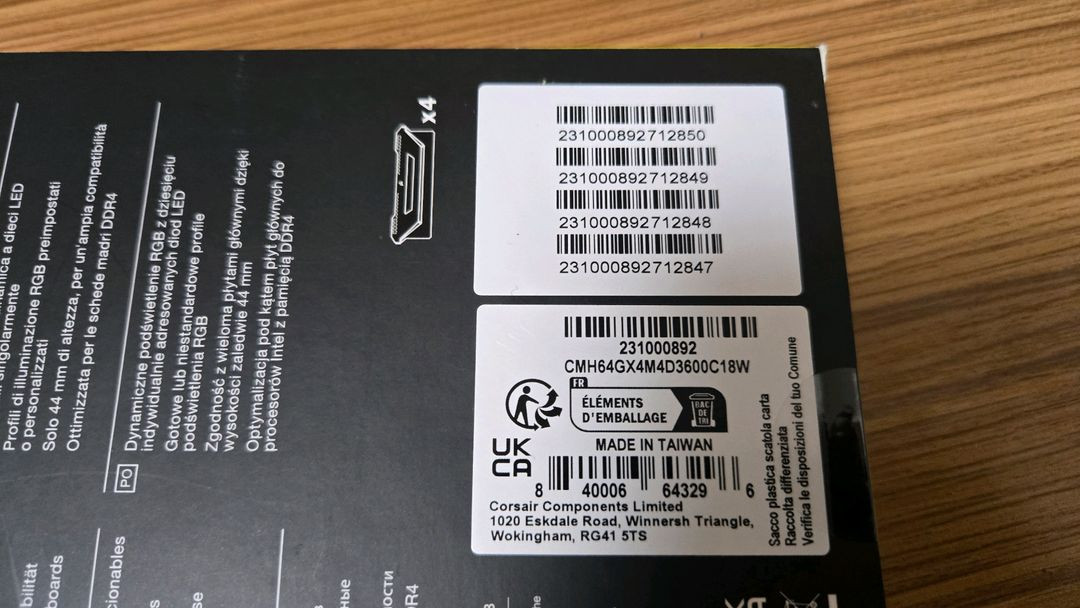 231000892712850
231000892712849
231000892712848
231000892712847
231000892
CMH64GX4M4D3600C18W
FR
ÉLÉMENTS
D'EMBALLAGE
BAC
DE
TRI
UK
CA
MADE IN TAIWAN
8 40006 64329 6
Corsair Components Limited
1020 Eskdale Road, Winnersh Triangle,
Wokingham, RG41 5TS
Sacco plastica scatola carta
Raccolta differenziata
Verifica le disposizioni del tuo Comune
x4
singolarmente
Profili di illuminazione RGB preimpostati
o personalizzati
Solo 44 mm di altezza, per un'ampia compatibilità
Ottimizzata per le schede madri DDR4
PO
Dynamiczne podświetlenie RGB z dziesięciu
indywidualnie adresowanych diod LED
Gotowe lub niestandardowe profile
podświetlenia RGB
Zgodność z wieloma płytami głównymi dzięki
wysokości zaledwie 44 mm
Optymalizacja pod kątem płyt głównych do
procesorów Intel z pamięcią DDR4